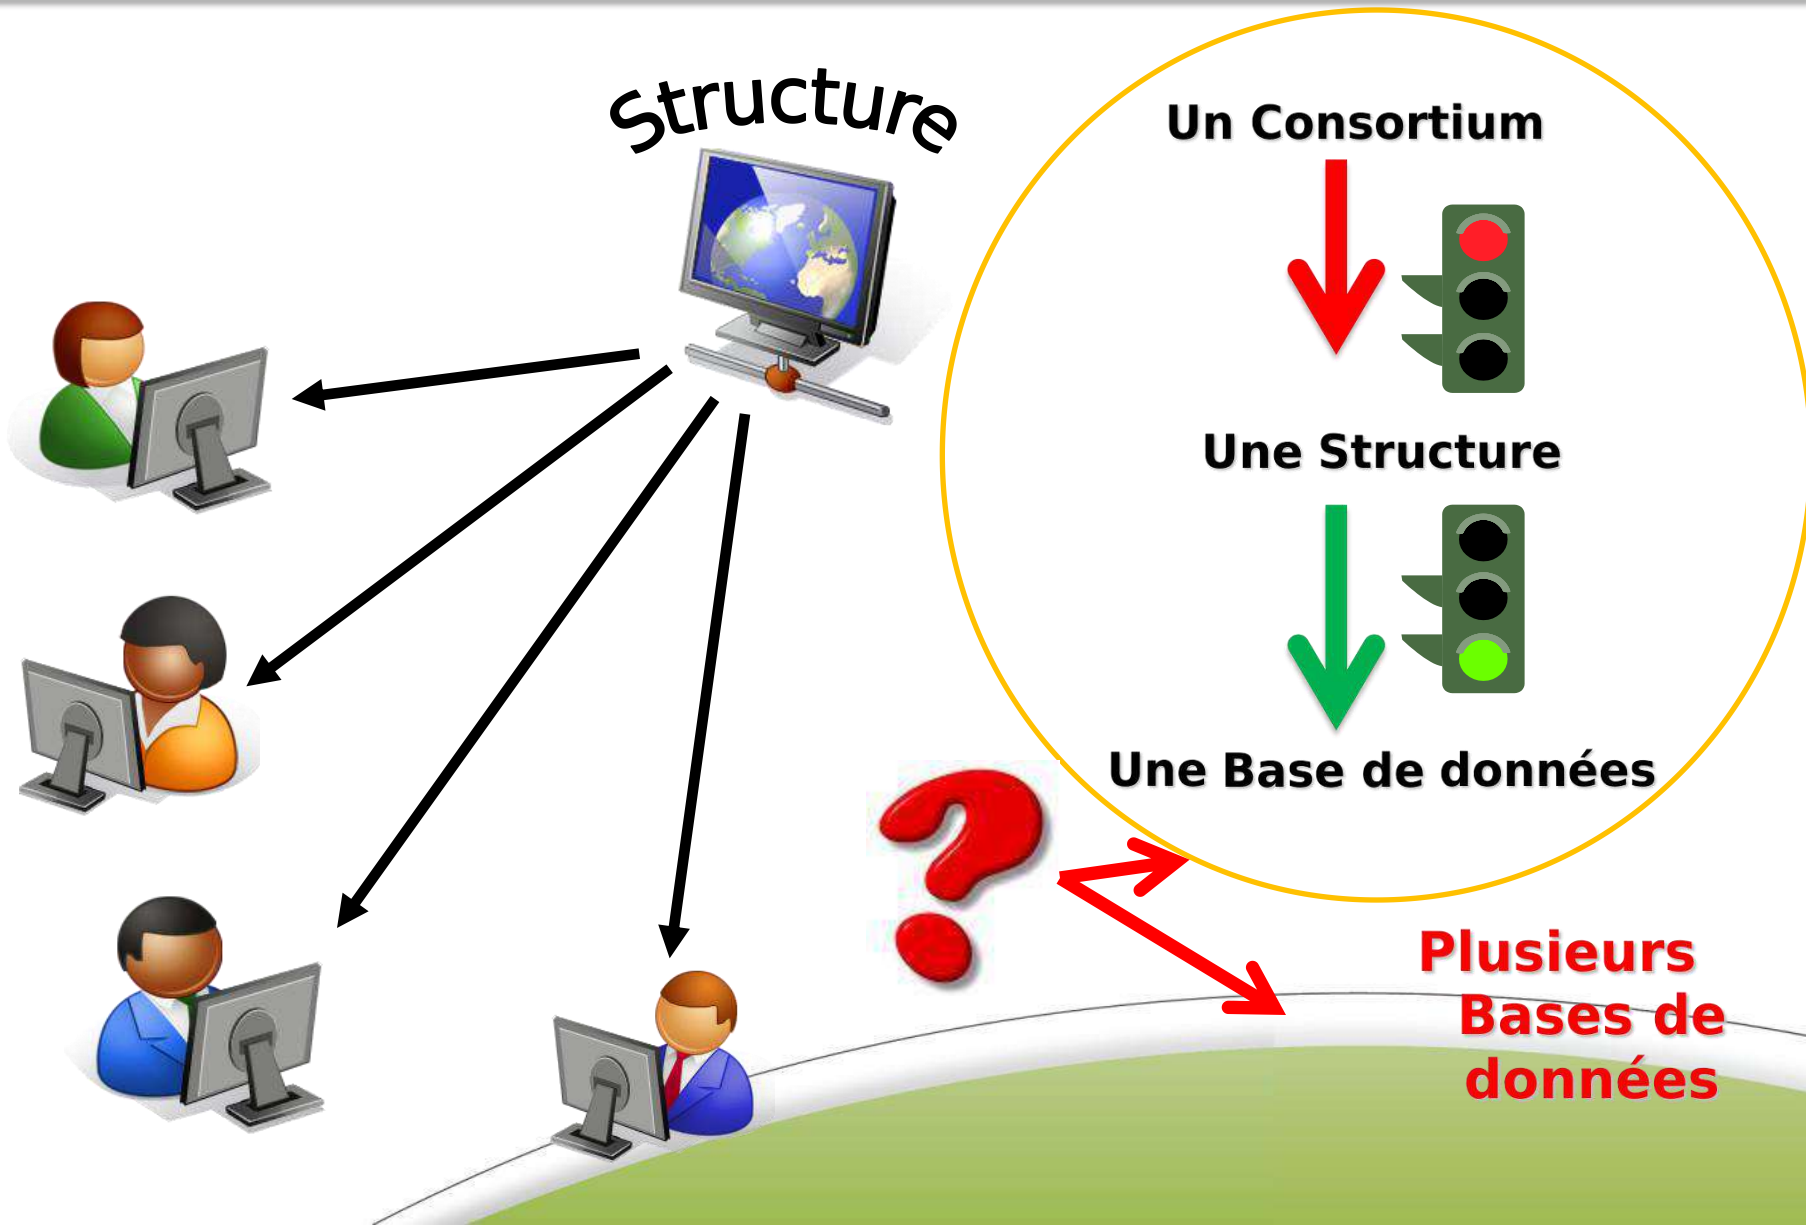 Structure
Un Consortium
Une Structure
Une Base de données
Plusieurs
Bases de
données